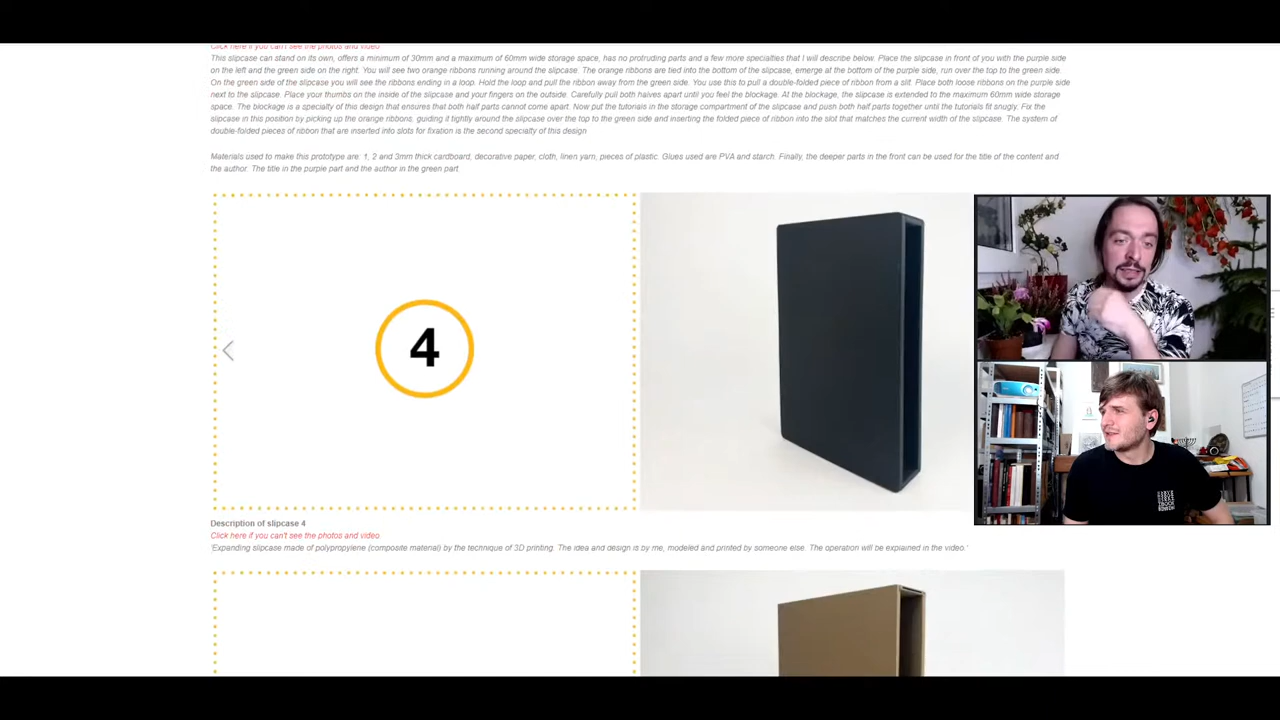 Click here if you can't see the photos and video
This slipcase can stand on its own, offers a minimum of 30mm and a maximum of 60mm wide storage space, has no protruding parts and a few more specialties that I will describe below. Place the slipcase in front of you with the purple side
on the left and the green side on the right. You will see two orange ribbons running around the slipcase. The orange ribbons are tied into the bottom of the slipcase, emerge at the bottom of the purple side, run over the top to the green side.
On the green side of the slipcase you will see the ribbons ending in a loop. Hold the loop and pull the ribbon away from the green side. You use this to pull a double-folded piece of ribbon from a slit. Place both loose ribbons on the purple side
next to the slipcase. Place your thumbs on the inside of the slipcase and your fingers on the outside. Carefully pull both halves apart until you feel the blockage. At the blockage, the slipcase is extended to the maximum 60mm wide storage
space. The blockage is a specialty of this design that ensures that both half parts cannot come apart. Now put the tutorials in the storage compartment of the slipcase and push both half parts together until the tutorials fit snugly. Fix the
slipcase in this position by picking up the orange ribbons, guiding it tightly around the slipcase over the top to the green side and inserting the folded piece of ribbon into the slot that matches the current width of the slipcase. The system of
double-folded pieces of ribbon that are inserted into slots for fixation is the second specialty of this design
Materials used to make this prototype are: 1, 2 and 3mm thick cardboard, decorative paper, cloth, linen yarn, pieces of plastic. Glues used are PVA and starch. Finally, the deeper parts in the front can be used for the title of the content and
the author. The title in the purple part and the author in the green part
4
Description of slipcase 4
Click here if you can't see the photos and video
'Expanding slipcase made of polypropylene (composite material) by the technique of 3D printing. The idea and design is by me, modeled and printed by someone else. The operation will be explained in the video.'